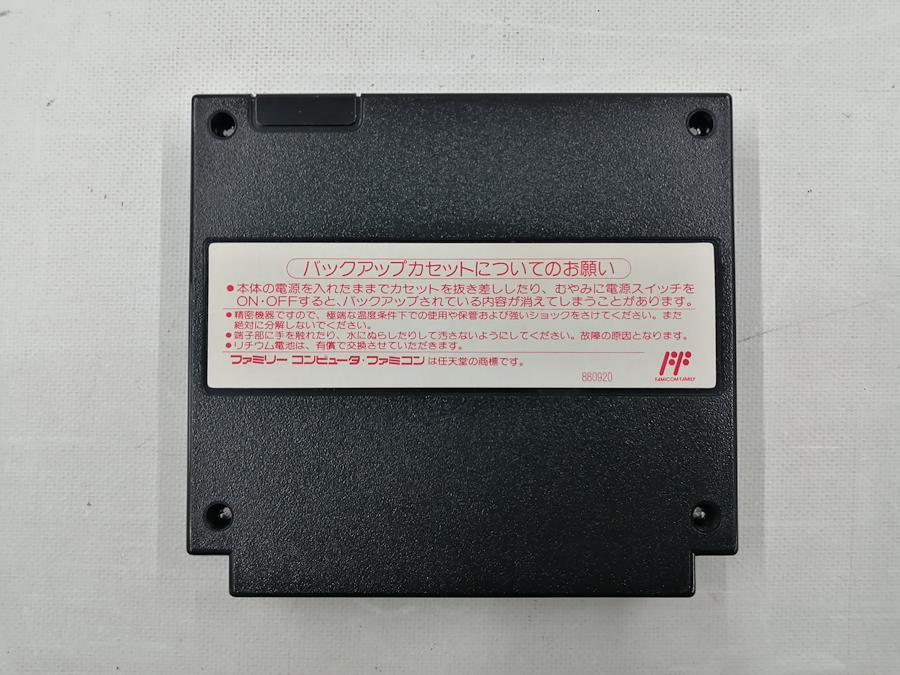 バックアップカセットについてのお願い
●本体の電源を入れたままでカセットを抜き差ししたり、むやみに電源スイッチを
ON・OFFすると、バックアップされている内容が消えてしまうことがあります。
●精密機器ですので、極端な温度条件下での使用や保管および強いショックをさけてください。また
絶対に分解しないでください。
●端子部に手を触れたり、水にぬらしたりして汚さないようにしてください。故障の原因となります。
●リチウム電池は、有償で交換させていただきます。
ファミリー コンピュータ・ファミコン は任天堂の商標です。
880920
FF
FAMICOM FAMILY